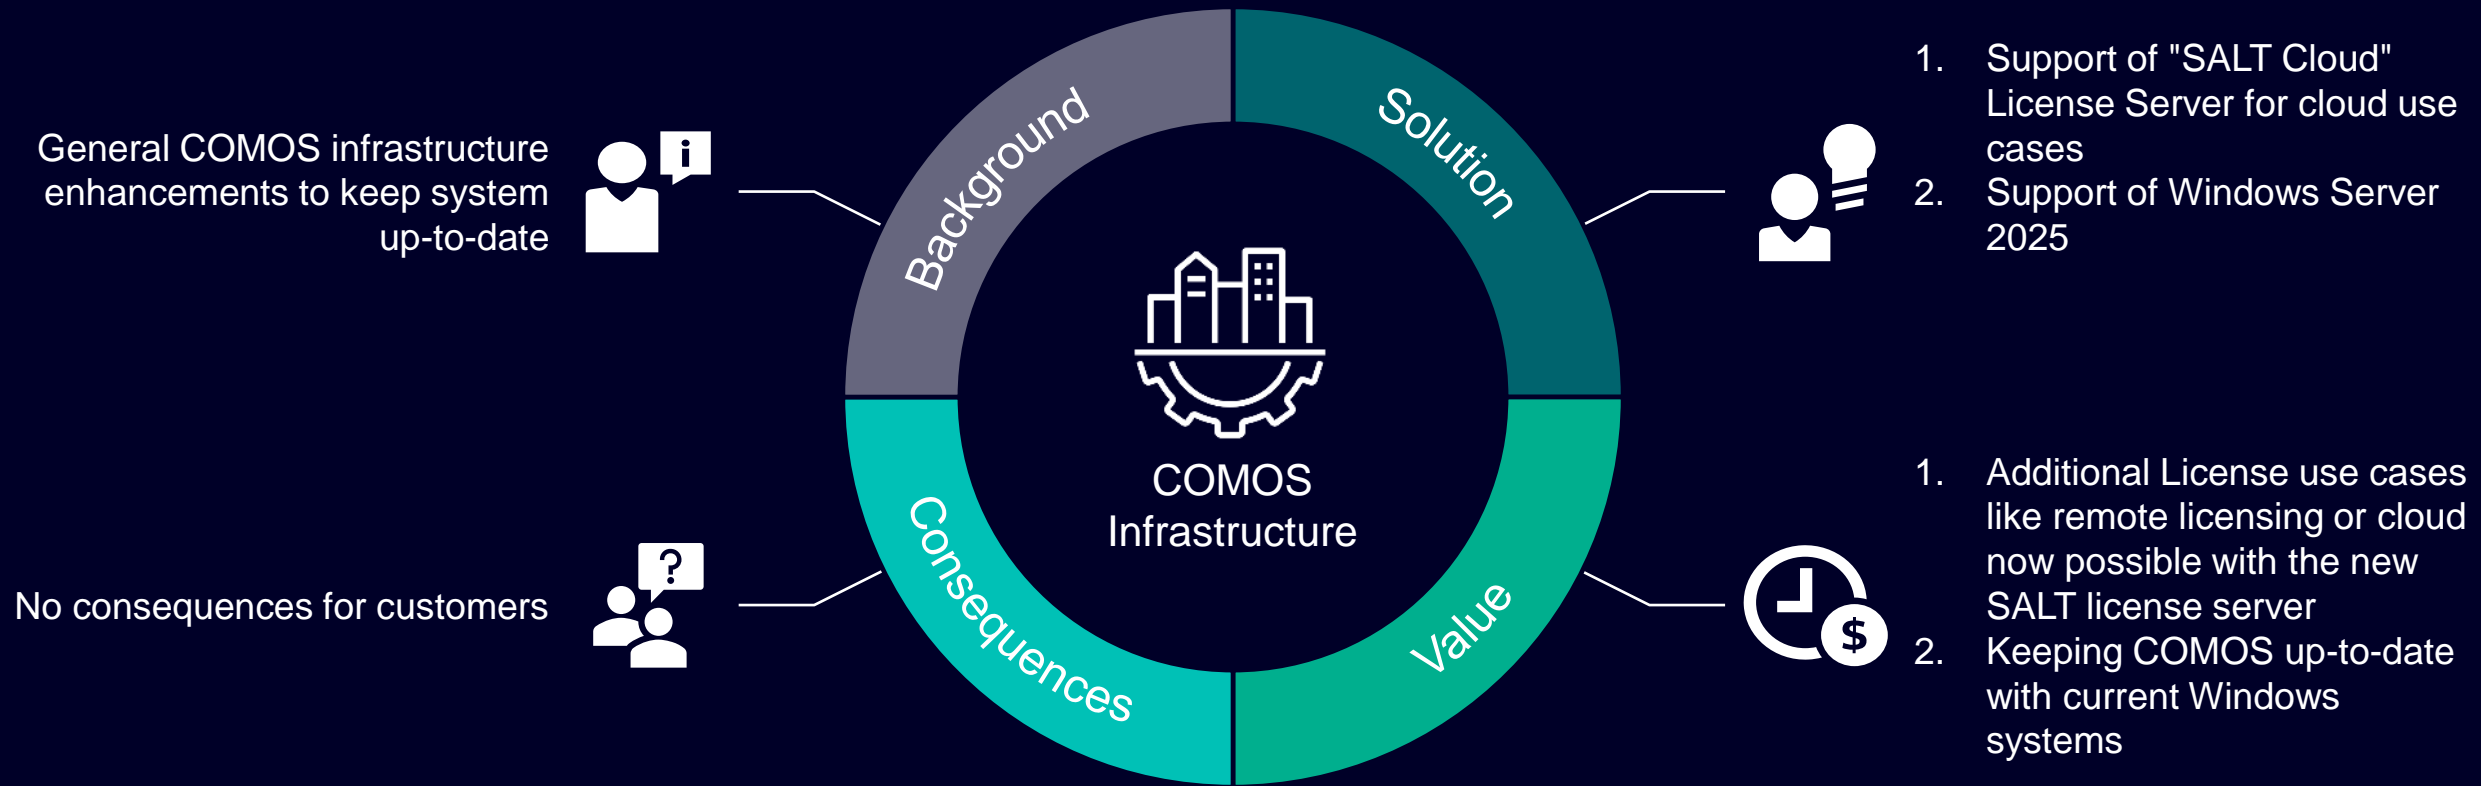 General COMOS infrastructure
enhancements to keep system
up-to-date
i
Background
Solution
1. Support of "SALT Cloud"
License Server for cloud use
cases
2. Support of Windows Server
2025
COMOS
Infrastructure
No consequences for customers
?
Consequences
Value
$
1. Additional License use cases
like remote licensing or cloud
now possible with the new
SALT license server
2. Keeping COMOS up-to-date
with current Windows
systems